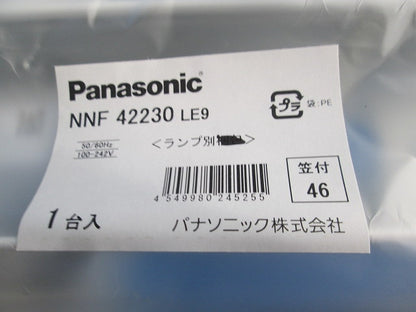 Panasonic®
プラ 袋:PE
NNF 42230 LE9
50/60Hz
100-242V
<ランプ別
4 549980 245255
笠付
46
1台入
パナソニック株式会社